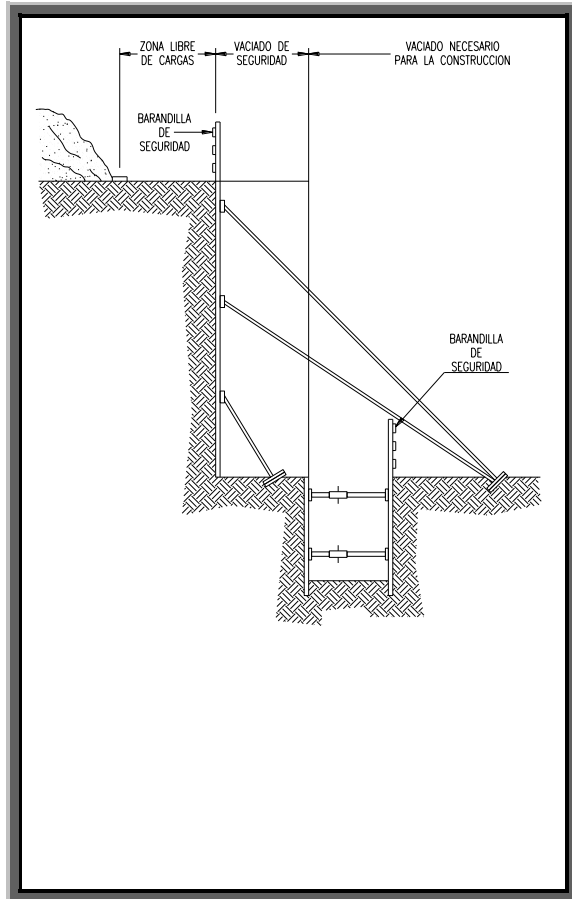 ZONA LIBRE
DE CARGAS
VACIADO DE
SEGURIDAD
VACIADO NECESARIO
PARA LA CONSTRUCCION
BARANDILLA
DE
SEGURIDAD
BARANDILLA
DE
SEGURIDAD